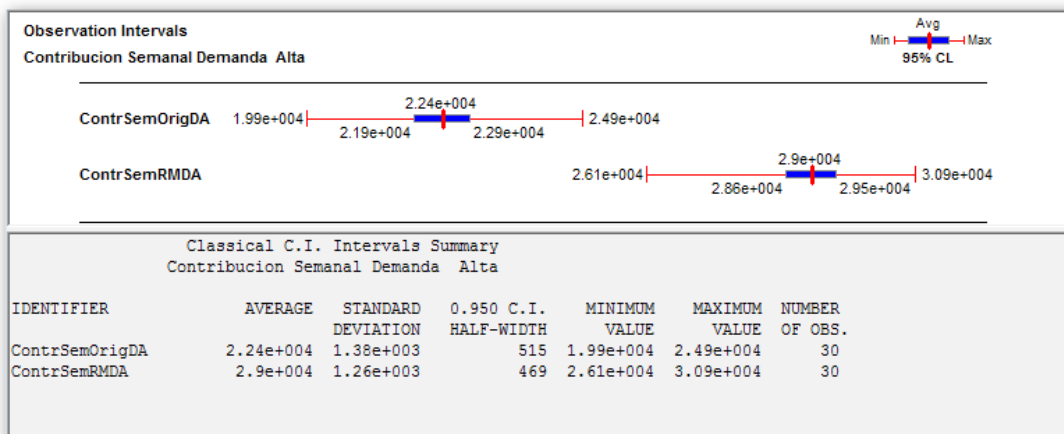 Observation Intervals
Avg
Min Max
Contribucion Semanal Demanda Alta
95% CL
2.24e+004
ContrSemOrigDA 1.99e+004 2.49e+004
2.19e+004 2.29e+004
2.9e+004
ContrSemRMDA 2.61e+004 3.09e+004
2.86e+004 2.95e+004
Classical C.I. Intervals Summary
Contribucion Semanal Demanda Alta
IDENTIFIER AVERAGE STANDARD 0.950 C.I. MINIMUM MAXIMUM NUMBER
DEVIATION HALF-WIDTH VALUE VALUE OF OBS.
ContrSemOrigDA 2.24e+004 1.38e+003 515 1.99e+004 2.49e+004 30
ContrSemRMDA 2.9e+004 1.26e+003 469 2.61e+004 3.09e+004 30